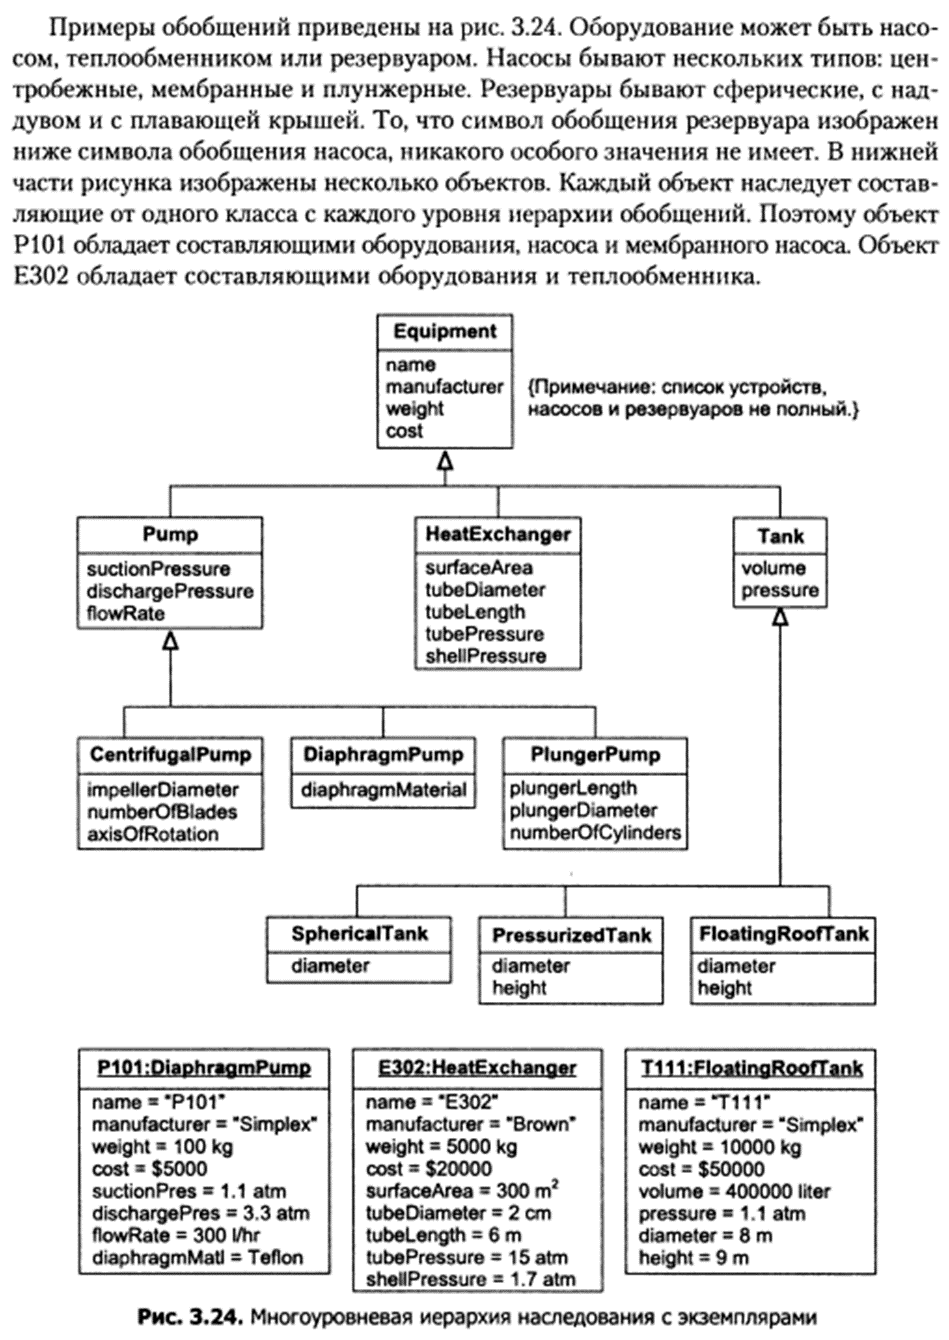 Примеры обобщений приведены на рис. 3.24. Оборудование может быть насо-
сом, теплообменником или резервуаром. Насосы бывают нескольких типов: цен-
тробежные, мембранные и плунжерные. Резервуары бывают сферические, с над-
дувом и с плавающей крышей. То, что символ обобщения резервуара изображен
ниже символа обобщения насоса, никакого особого значения не имеет. В нижней
части рисунка изображены несколько объектов. Каждый объект наследует состав-
ляющие от одного класса с каждого уровня иерархии обобщений. Поэтому объект
P101 обладает составляющими оборудования, насоса и мембранного насоса. Объект
E302 обладает составляющими оборудования и теплообменника.
Equipment
name
manufacturer
weight
cost
{Примечание: список устройств,
насосов и резервуаров не полный.}
Pump
suctionPressure
dischargePressure
flowRate
HeatExchanger
surfaceArea
tubeDiameter
tubeLength
tubePressure
shellPressure
Tank
volume
pressure
CentrifugalPump
impellerDiameter
numberOfBlades
axisOfRotation
DiaphragmPump
diaphragmMaterial
PlungerPump
plungerLength
plungerDiameter
numberOfCylinders
SphericalTank
diameter
PressurizedTank
diameter
height
FloatingRoofTank
diameter
height
P101:DiaphragmPump
name = "P101"
manufacturer = "Simplex"
weight = 100 kg
cost = $5000
suctionPres = 1.1 atm
dischargePres = 3.3 atm
flowRate = 300 l/hr
diaphragmMatl = Teflon
E302:HeatExchanger
name = "E302"
manufacturer = "Brown"
weight = 5000 kg
cost = $20000
surfaceArea = 300 m²
tubeDiameter = 2 cm
tubeLength = 6 m
tubePressure = 15 atm
shellPressure = 1.7 atm
T111:FloatingRoofTank
name = "T111"
manufacturer = "Simplex"
weight = 10000 kg
cost = $50000
volume = 400000 liter
pressure = 1.1 atm
diameter = 8 m
height = 9 m
Рис. 3.24. Многоуровневая иерархия наследования с экземплярами